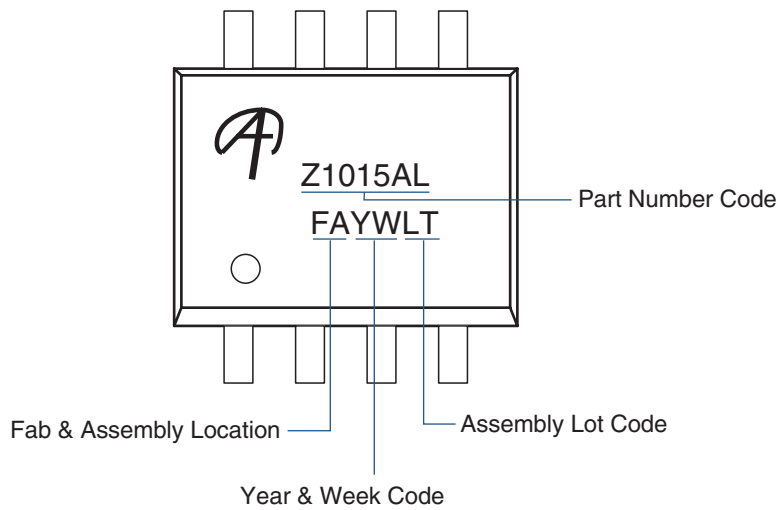 Z1015AL
Part Number Code
FAYWLT
Fab & Assembly Location
Assembly Lot Code
Year & Week Code